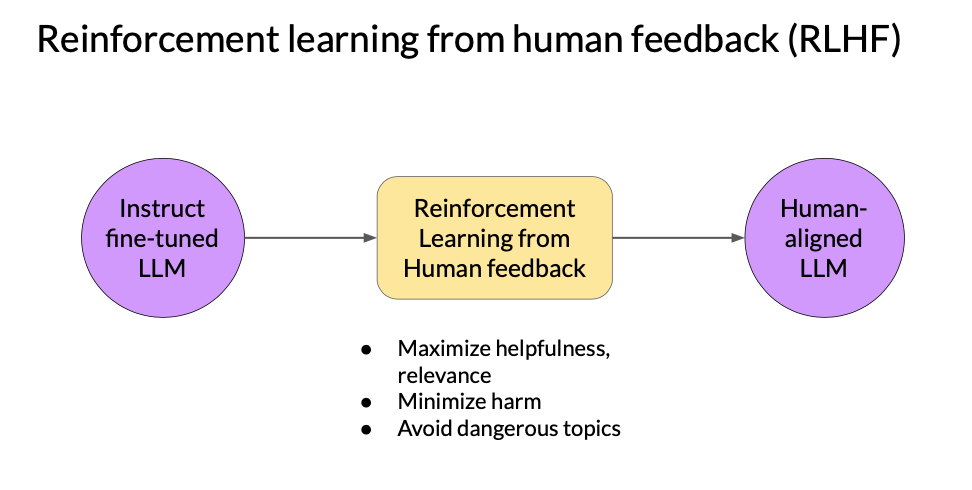 Reinforcement learning from human feedback (RLHF)
Instruct
fine-tuned
LLM
Reinforcement
Learning from
Human feedback
Human-
aligned
LLM
● Maximize helpfulness,
relevance
● Minimize harm
● Avoid dangerous topics